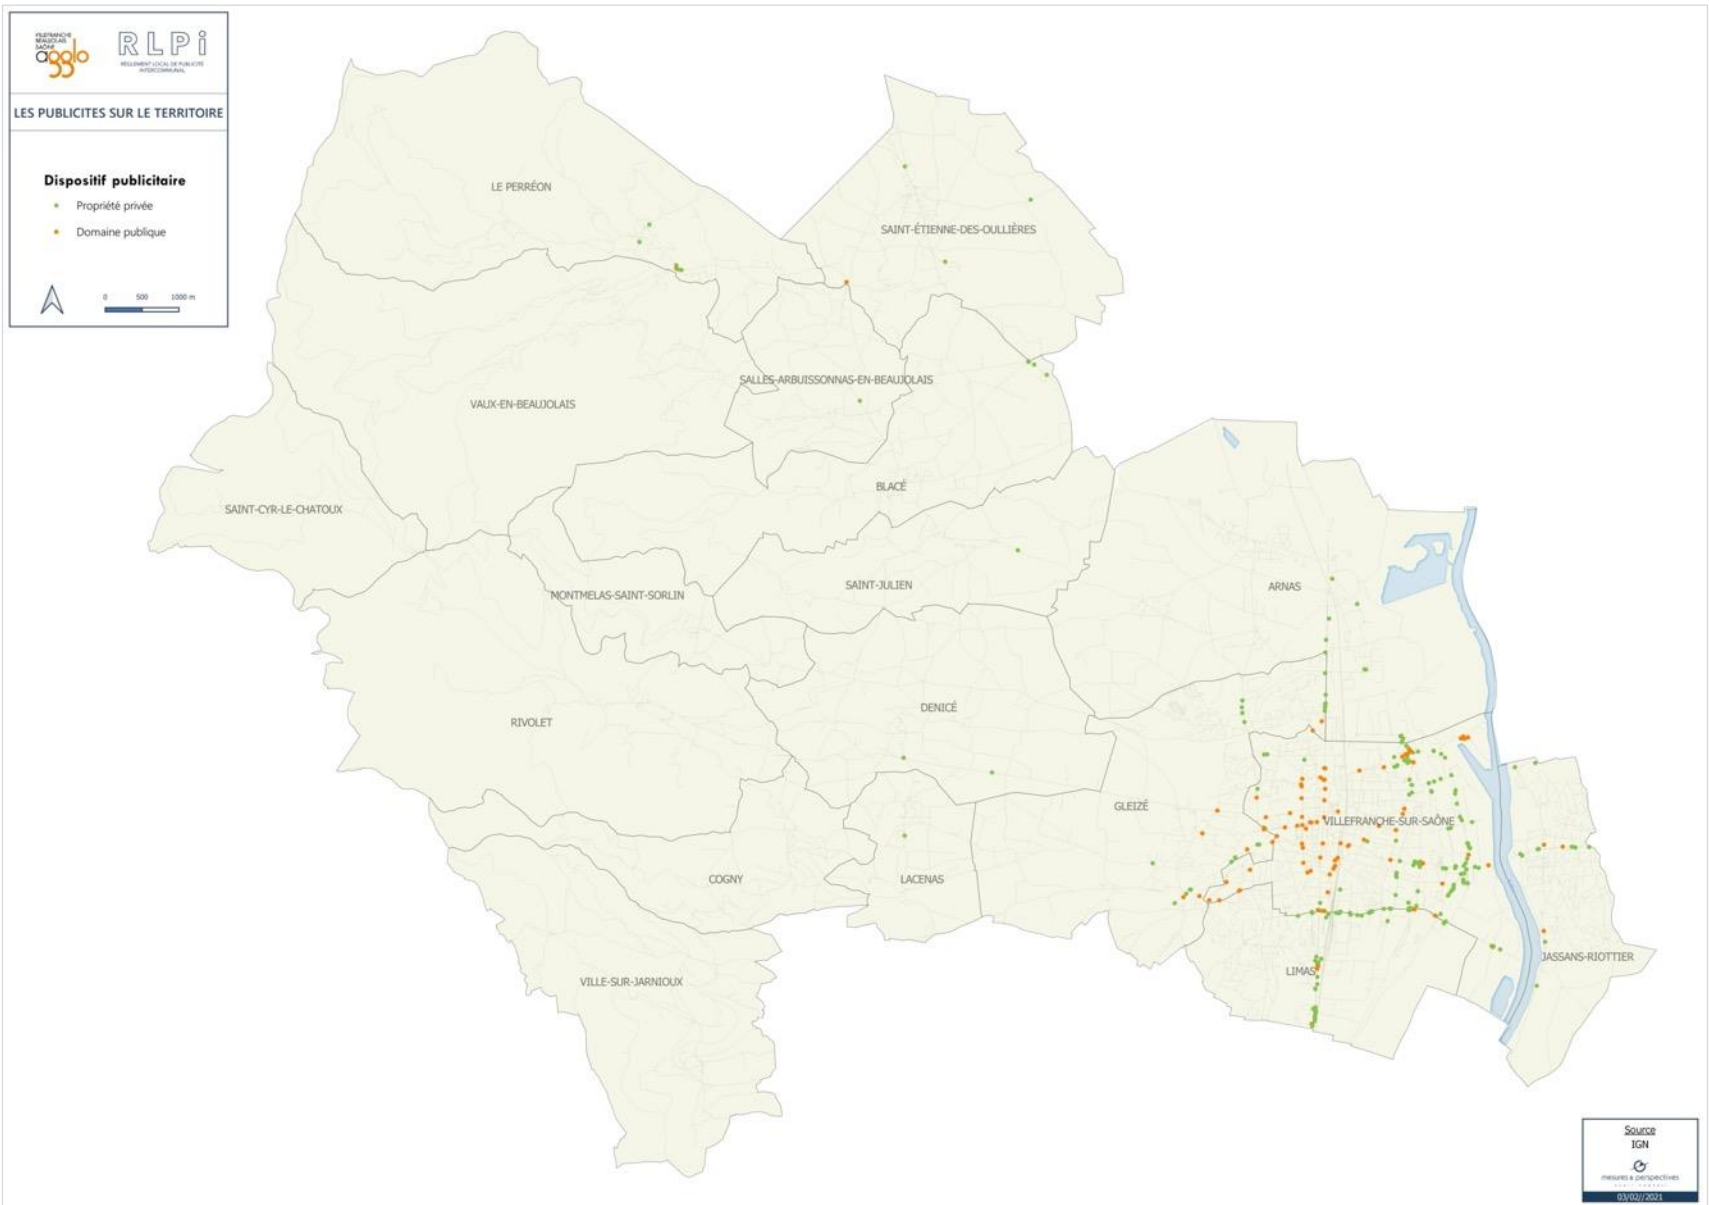 VILLEFRANCHE
BEAUJOLAIS
SAÔNE
agglo
RLPi
RÈGLEMENT LOCAL DE PUBLICITÉ
INTERCOMMUNAL
LES PUBLICITES SUR LE TERRITOIRE
Dispositif publicitaire
Propriété privée
Domaine publique
0 500 1000 m
LE PERRÉON
SAINT-ÉTIENNE-DES-OULLIÈRES
SALLES-ARBUISSONNAS-EN-BEAUJOLAIS
VAUX-EN-BEAUJOLAIS
BLACÉ
SAINT-CYR-LE-CHATOUX
SAINT-JULIEN
ARNAS
MONTMELAS-SAINT-SORLIN
DENICÉ
RIVOLET
GLEIZÉ
VILLEFRANCHE-SUR-SAÔNE
COGNY
LACENAS
JASSANS-RIOTTIER
LIMAS
VILLE-SUR-JARNIOUX
Source
IGN
mesures & perspectives
03/02//2021